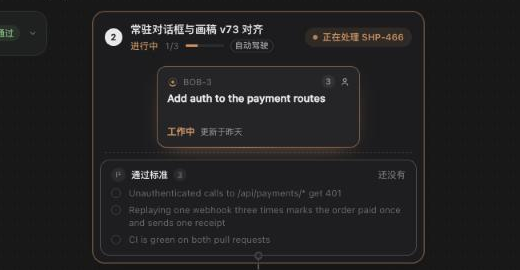 通过
2
常驻对话框与画稿 v73 对齐
进行中 1/3 自动驾驶
正在处理 SHP-466
BOB-3 3
Add auth to the payment routes
工作中 更新于昨天
通过标准 3 还没有
Unauthenticated calls to /api/payments/* get 401
Replaying one webhook three times marks the order paid once
and sends one receipt
CI is green on both pull requests